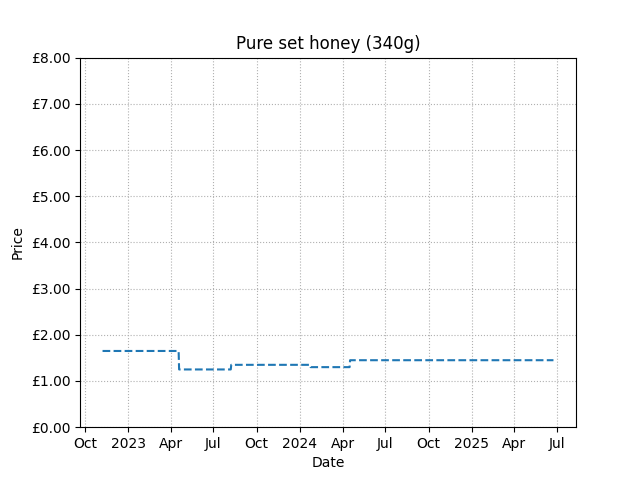 Pure set honey (340g)
£8.00
£7.00
£6.00
£5.00
£4.00
£3.00
£2.00
£1.00
£0.00
Price
Oct 2023 Apr Jul Oct 2024 Apr Jul Oct 2025 Apr Jul
Date